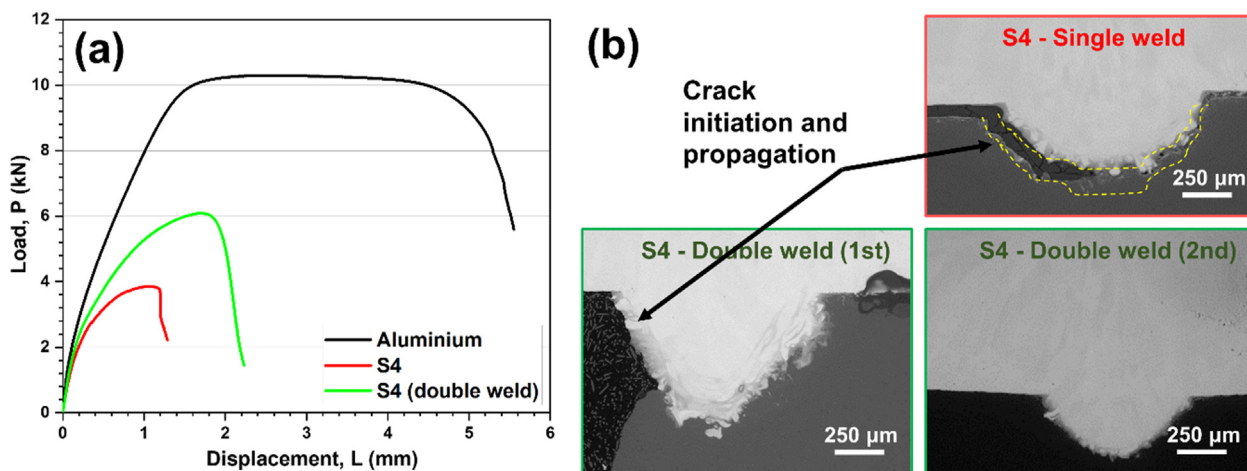 (a)
12
10
8
6
4
2
0
Load, P (kN)
0 1 2 3 4 5 6
Displacement, L (mm)
Aluminium
S4
S4 (double weld)
(b)
Crack
initiation and
propagation
S4 - Single weld
250 µm
S4 - Double weld (1st)
250 µm
S4 - Double weld (2nd)
250 µm